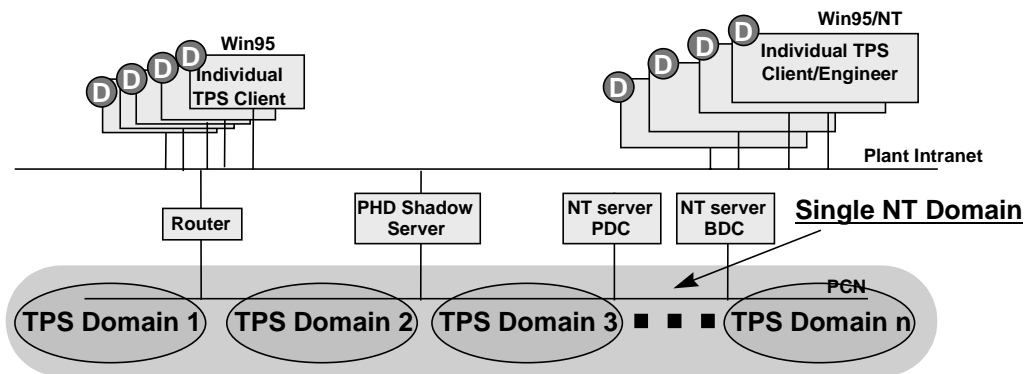 Win95
D D D D
Individual
TPS Client
Win95/NT
D D D D
Individual TPS
Client/Engineer
Plant Intranet
Router
PHD Shadow
Server
NT server
PDC
NT server
BDC
Single NT Domain
PCN
TPS Domain 1
TPS Domain 2
TPS Domain 3
TPS Domain n